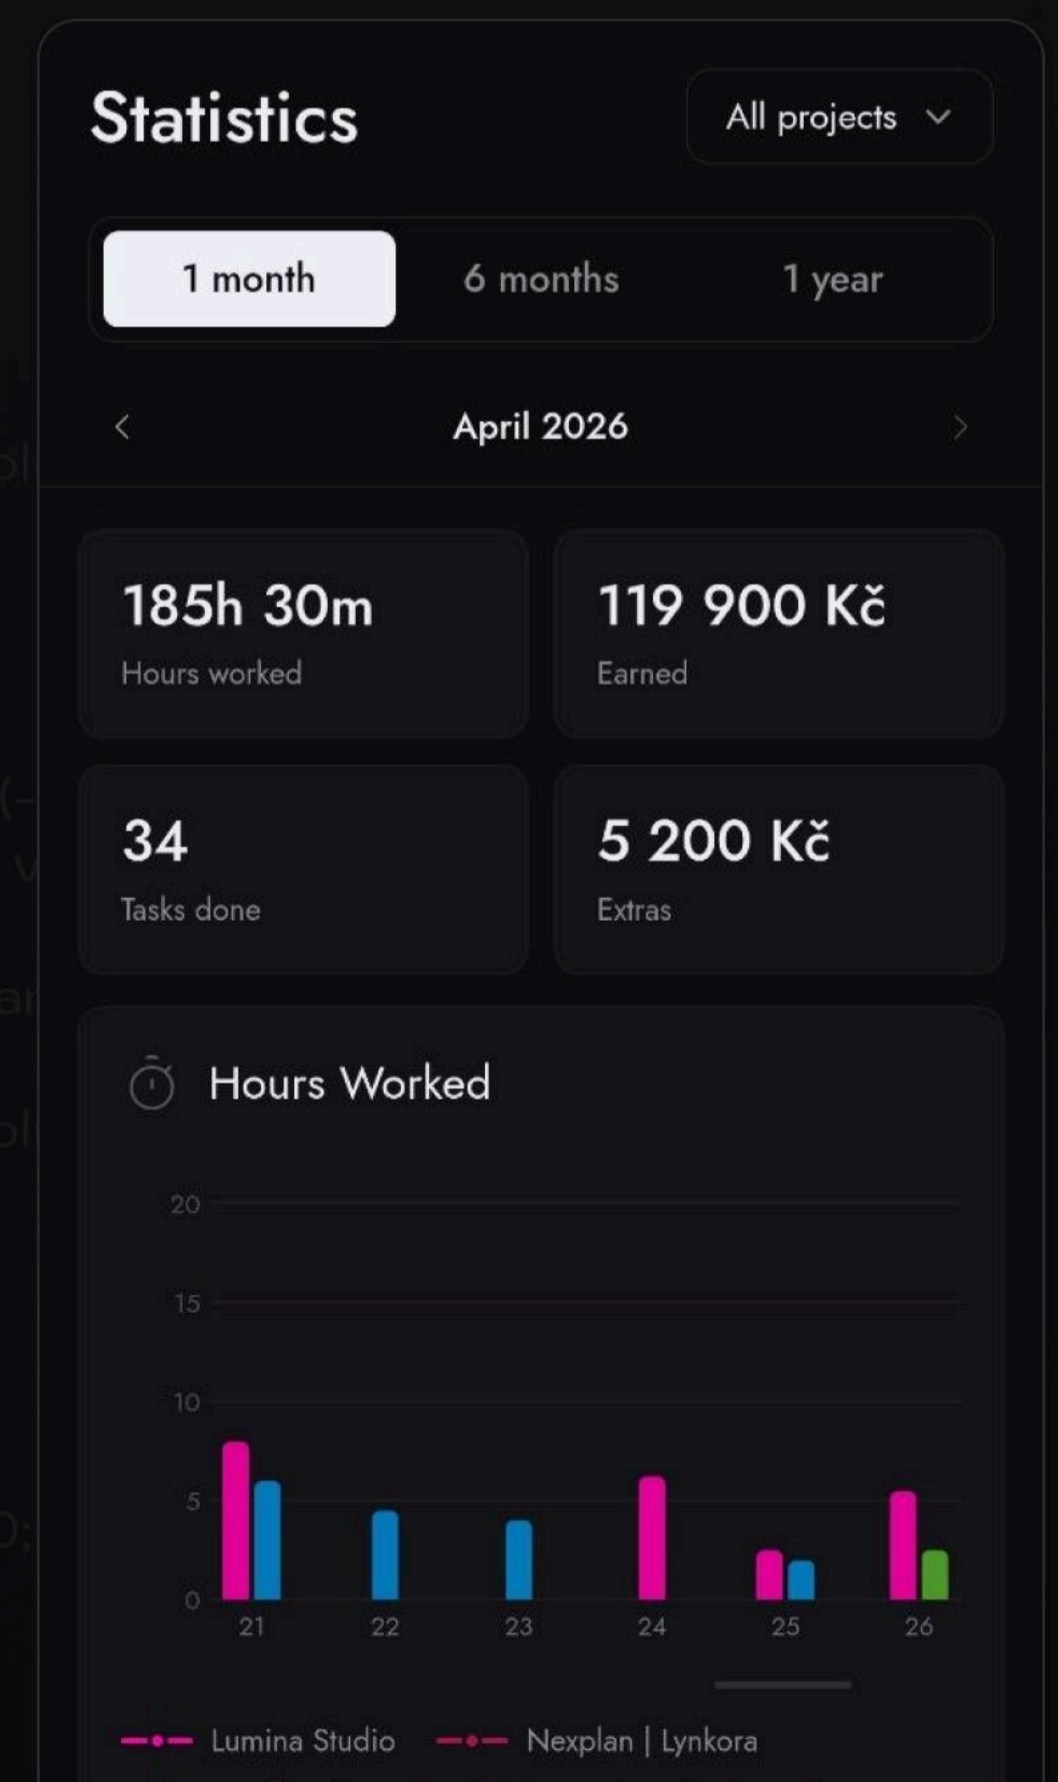 Statistics
All projects
1 month 6 months 1 year
April 2026
185h 30m 119 900 Kč
Hours worked Earned
34 5 200 Kč
Tasks done Extras
Hours Worked
20
15
10
5
0
21 22 23 24 25 26
Lumina Studio Nexplan | Lynkora